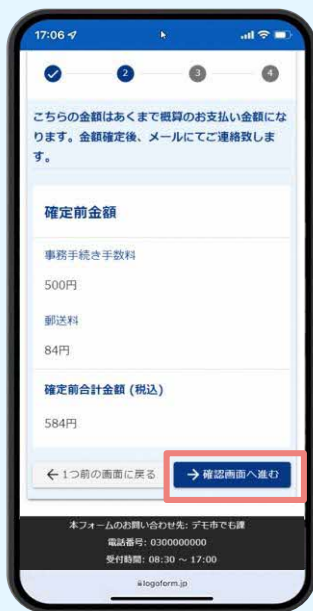 17:06
2
3
4
こちらの金額はあくまで概算のお支払い金額にな
ります。金額確定後、メールにてご連絡致しま
す。
確定前金額
事務手続き手数料
500円
郵送料
84円
確定前合計金額 (税込)
584円
← 1つ前の画面に戻る
→ 確認画面へ進む
本フォームのお問い合わせ先: デモ市でも課
電話番号: 0300000000
受付時間: 08:30 ～ 17:00
logoform.jp